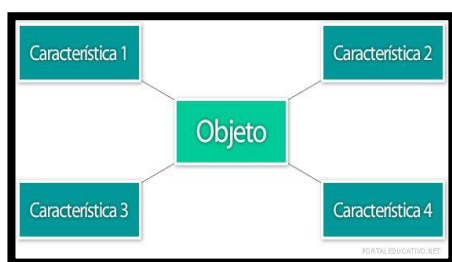 Característica 1
Característica 2
Objeto
Característica 3
Característica 4
PORTALEDUCATIVO.NET